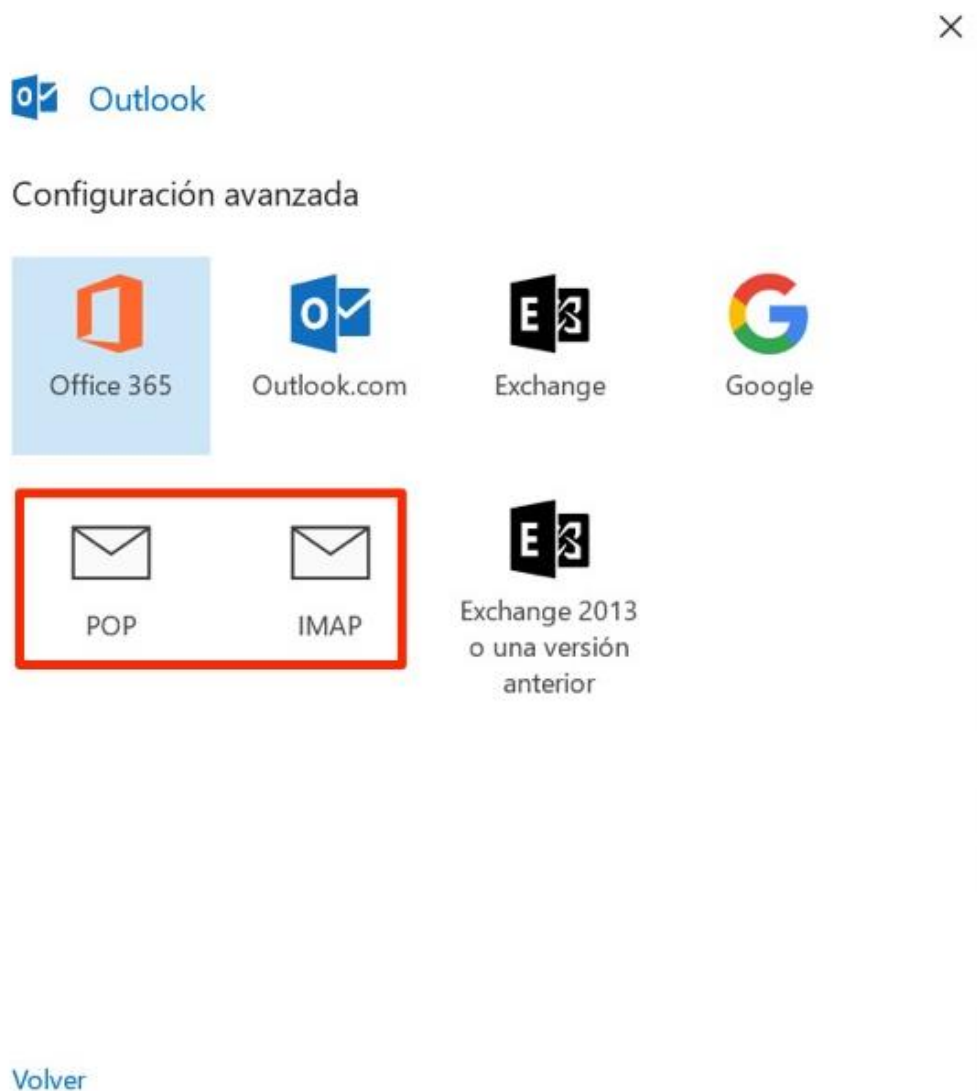 Outlook
Configuración avanzada
Office 365
Outlook.com
Exchange
Google
POP
IMAP
Exchange 2013
o una versión
anterior
Volver